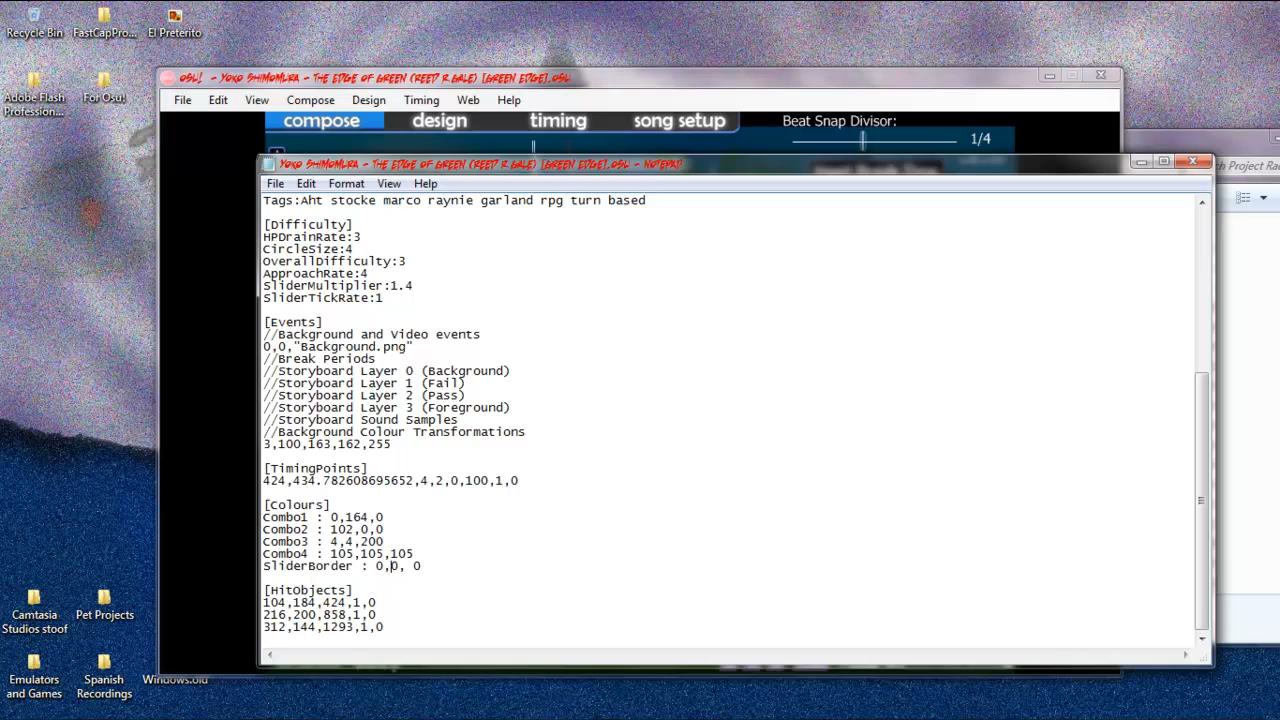 Recycle Bin
FastCapPro...
El Preterito
Adobe Flash Profession...
For Osu!
Camtasia Studios stoof
Pet Projects
Emulators and Games
Spanish Recordings
Windows.old
osu! - Yoko Shimomura - The Edge of Green (Reed R Gale) [Green Edge].osu
File Edit View Compose Design Timing Web Help
compose design timing song setup
Beat Snap Divisor:
1/4
Yoko Shimomura - The Edge of Green (Reed R Gale) [Green Edge].osu - Notepad
File Edit Format View Help
Tags:Aht stocke marco raynie garland rpg turn based
[Difficulty]
HPDrainRate:3
CircleSize:4
OverallDifficulty:3
ApproachRate:4
SliderMultiplier:1.4
SliderTickRate:1
[Events]
//Background and Video events
0,0,"Background.png"
//Break Periods
//Storyboard Layer 0 (Background)
//Storyboard Layer 1 (Fail)
//Storyboard Layer 2 (Pass)
//Storyboard Layer 3 (Foreground)
//Storyboard Sound Samples
//Background Colour Transformations
3,100,163,162,255
[TimingPoints]
424,434.782608695652,4,2,0,100,1,0
[Colours]
Combo1 : 0,164,0
Combo2 : 102,0,0
Combo3 : 4,4,200
Combo4 : 105,105,105
SliderBorder : 0,0, 0
[HitObjects]
104,184,424,1,0
216,200,858,1,0
312,144,1293,1,0